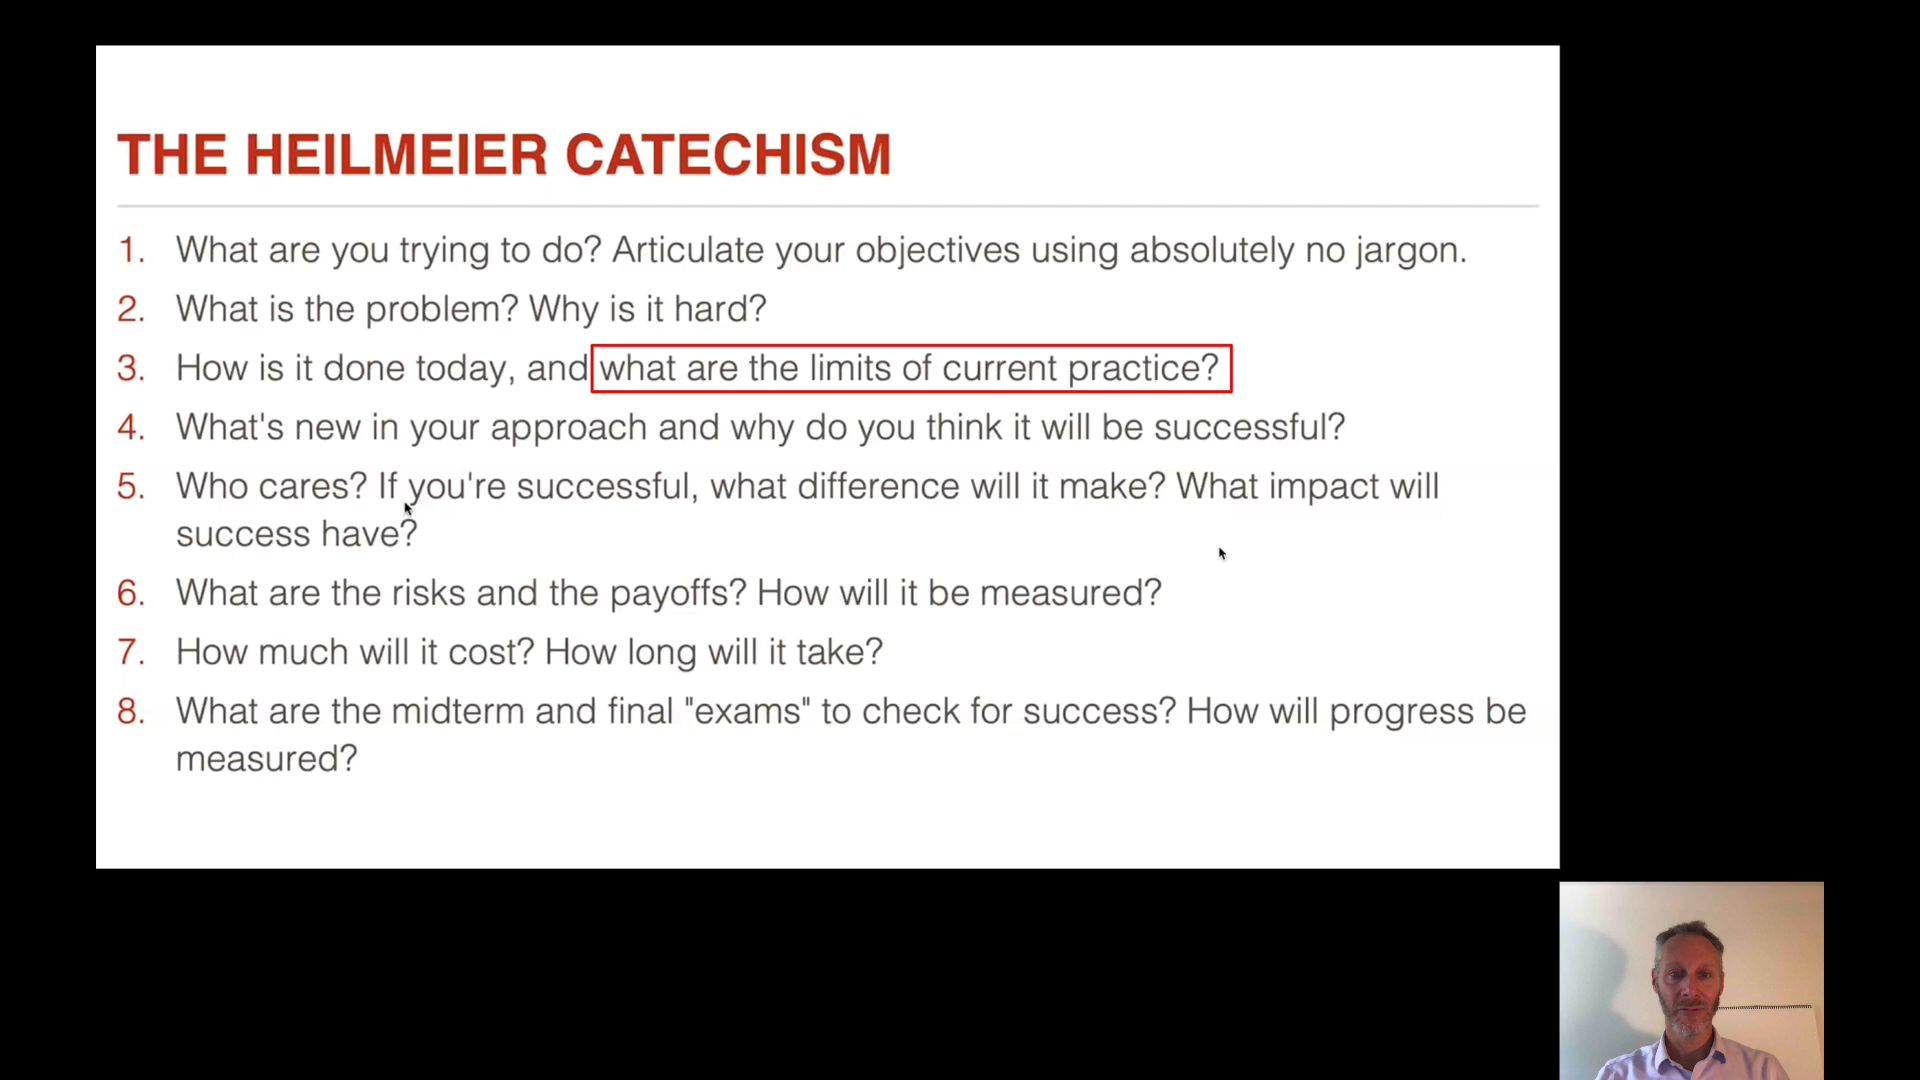 THE HEILMEIER CATECHISM
1. What are you trying to do? Articulate your objectives using absolutely no jargon.
2. What is the problem? Why is it hard?
3. How is it done today, and what are the limits of current practice?
4. What's new in your approach and why do you think it will be successful?
5. Who cares? If you're successful, what difference will it make? What impact will
success have?
6. What are the risks and the payoffs? How will it be measured?
7. How much will it cost? How long will it take?
8. What are the midterm and final "exams" to check for success? How will progress be
measured?